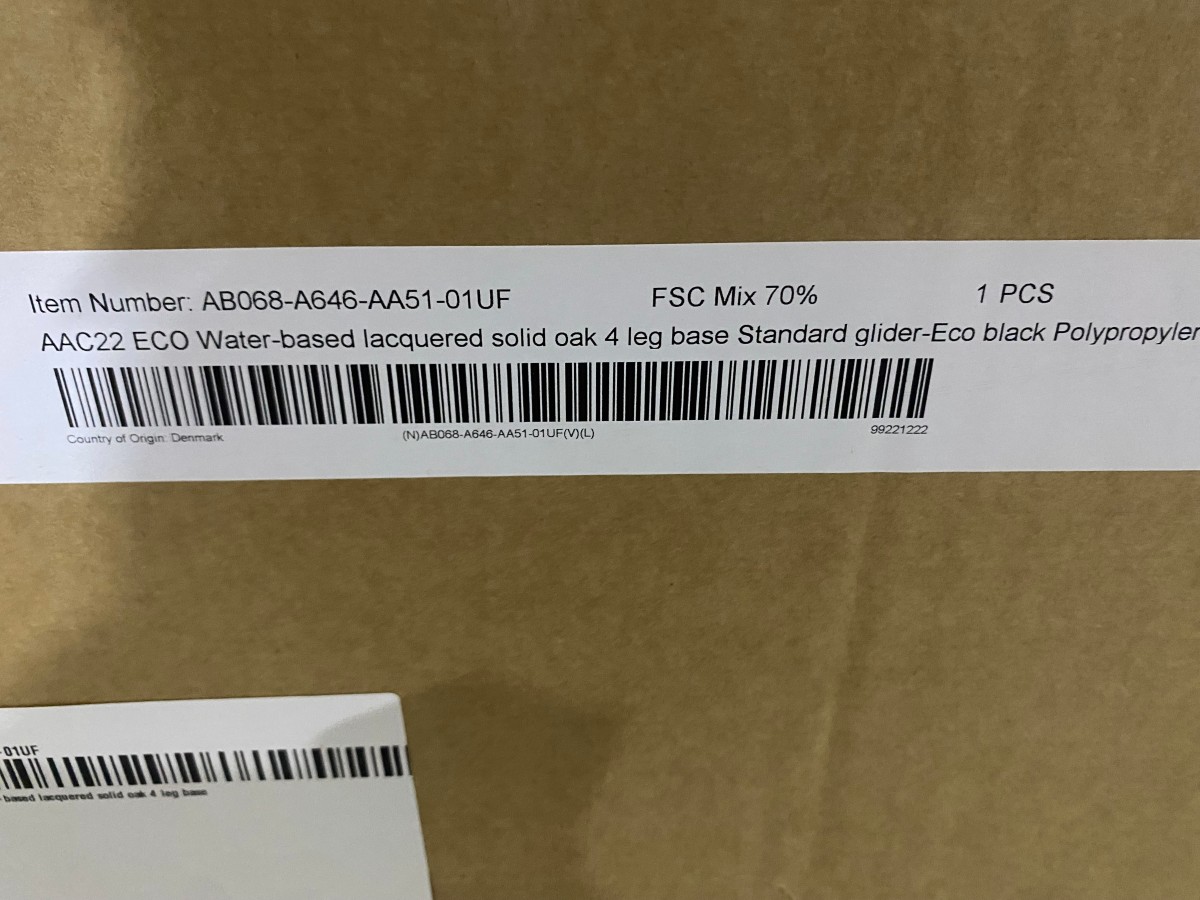 Item Number: AB068-A646-AA51-01UF FSC Mix 70% 1 PCS
AAC22 ECO Water-based lacquered solid oak 4 leg base Standard glider-Eco black Polypropyler
Country of Origin: Denmark (N)AB068-A646-AA51-01UF(V)(L) 99221222
-01UF
-based lacquered solid oak 4 leg base